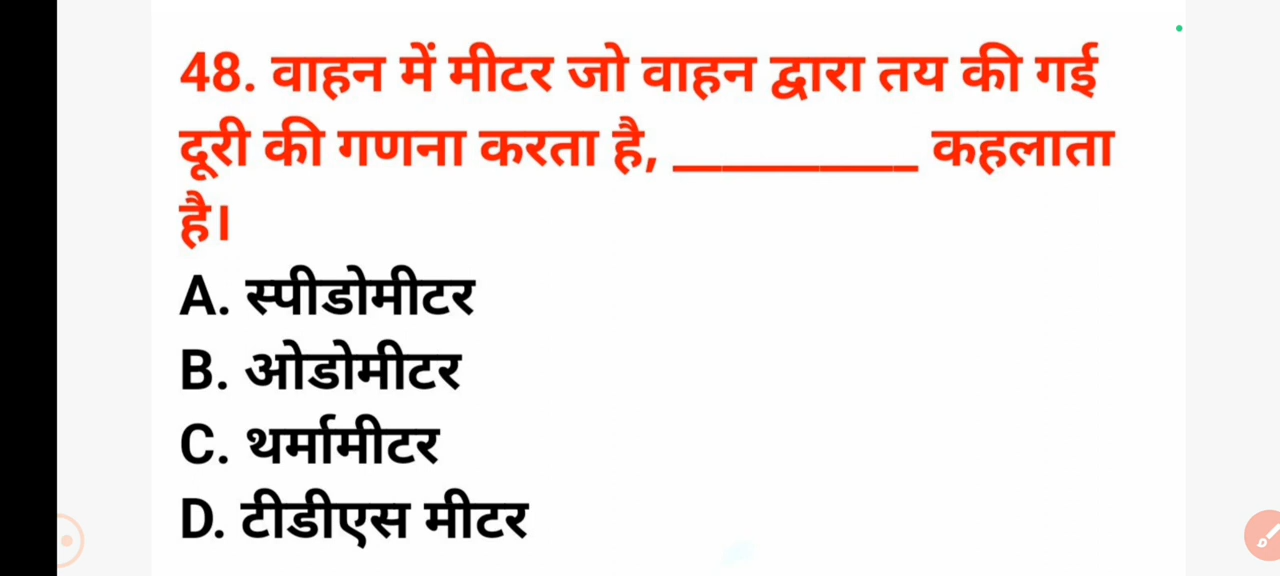 48. वाहन में मीटर जो वाहन द्वारा तय की गई
दूरी की गणना करता है, __________ कहलाता
है।
A. स्पीडोमीटर
B. ओडोमीटर
C. थर्मामीटर
D. टीडीएस मीटर